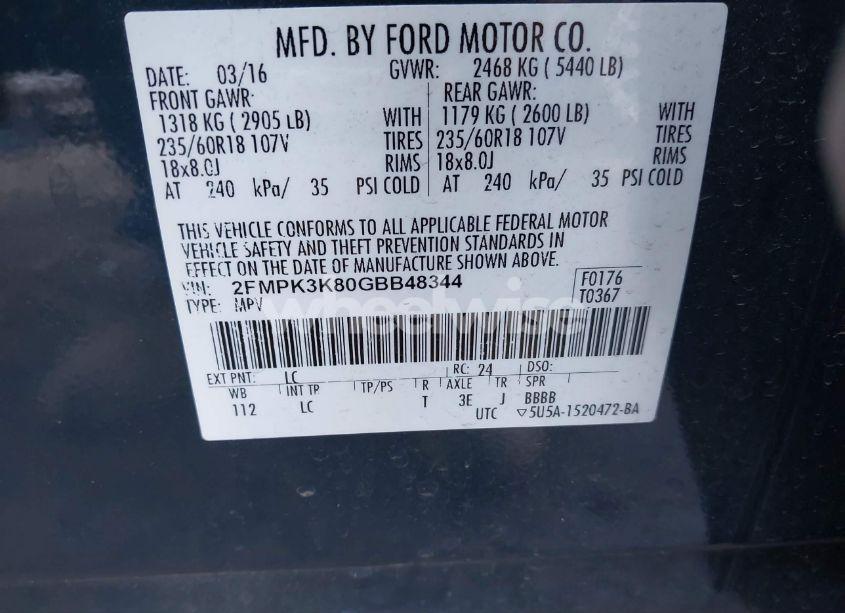 MFD. BY FORD MOTOR CO.
DATE: 03/16 GVWR: 2468 KG ( 5440 LB)
FRONT GAWR: REAR GAWR:
1318 KG ( 2905 LB) WITH 1179 KG ( 2600 LB) WITH
235/60R18 107V TIRES 235/60R18 107V TIRES
18x8.0J RIMS 18x8.0J RIMS
AT 240 kPa/ 35 PSI COLD AT 240 kPa/ 35 PSI COLD
THIS VEHICLE CONFORMS TO ALL APPLICABLE FEDERAL MOTOR
VEHICLE SAFETY AND THEFT PREVENTION STANDARDS IN
EFFECT ON THE DATE OF MANUFACTURE SHOWN ABOVE.
VIN: 2FMPK3K80GBB48344 F0176
TYPE: MPV T0367
wheelwise
EXT PNT: LC RC: 24 DSO:
WB INT TR TP/PS R AXLE TR SPR
112 LC T 3E J BBBB
UTC ▽5U5A-1520472-BA